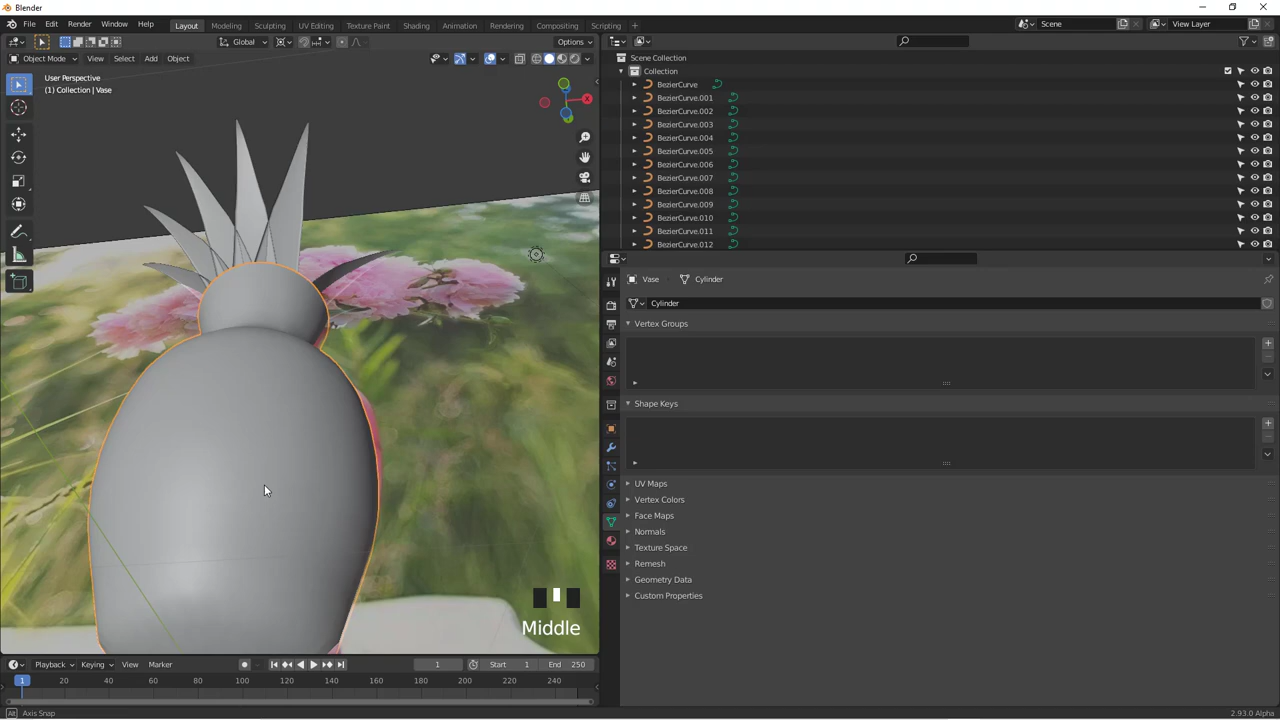 Blender
File Edit Render Window Help
Layout Modeling Sculpting UV Editing Texture Paint Shading Animation Rendering Compositing Scripting +
Scene
View Layer
Global
Options
Object Mode View Select Add Object
User Perspective
(1) Collection | Vase
Scene Collection
Collection
BezierCurve
BezierCurve.001
BezierCurve.002
BezierCurve.003
BezierCurve.004
BezierCurve.005
BezierCurve.006
BezierCurve.007
BezierCurve.008
BezierCurve.009
BezierCurve.010
BezierCurve.011
BezierCurve.012
Vase Cylinder
Cylinder
Vertex Groups
Shape Keys
UV Maps
Vertex Colors
Face Maps
Normals
Texture Space
Remesh
Geometry Data
Custom Properties
Middle
Playback Keying View Marker
1 Start 1 End 250
1 20 40 60 80 100 120 140 160 180 200 220 240
Alt Axis Snap
2.93.0 Alpha